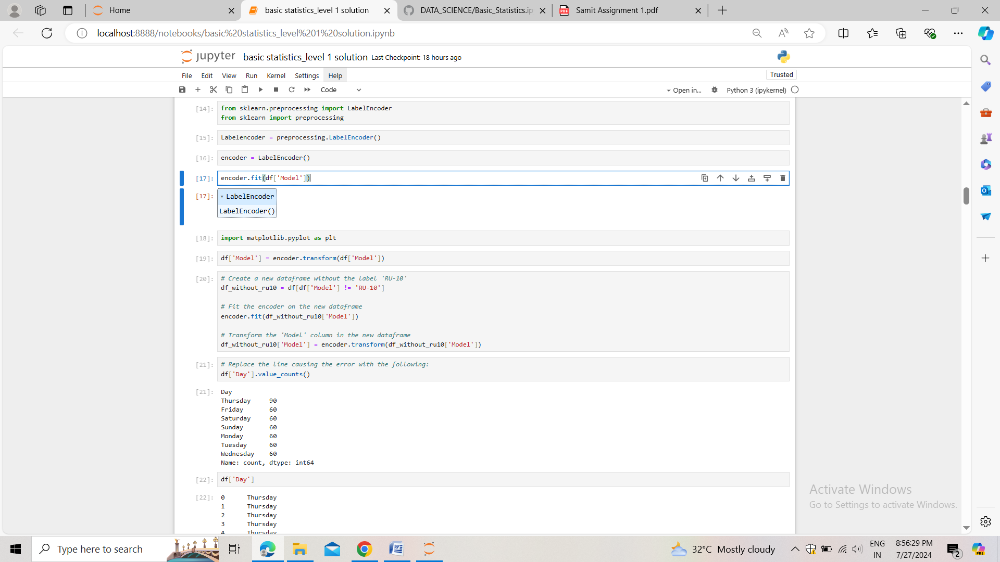 Home
basic statistics_level 1 solution
DATA_SCIENCE/Basic_Statistics.ip
Samit Assignment 1.pdf
localhost:8888/notebooks/basic%20statistics_level%201%20solution.ipynb
jupyter basic statistics_level 1 solution Last Checkpoint: 18 hours ago
File Edit View Run Kernel Settings Help
Trusted
Code
Open in...
Python 3 (ipykernel)
[14]: from sklearn.preprocessing import LabelEncoder
from sklearn import preprocessing
[15]: Labelencoder = preprocessing.LabelEncoder()
[16]: encoder = LabelEncoder()
[17]: encoder.fit(df['Model'])
[17]: LabelEncoder
LabelEncoder()
[18]: import matplotlib.pyplot as plt
[19]: df['Model'] = encoder.transform(df['Model'])
[20]: # Create a new dataframe without the label 'RU-10'
df_without_ru10 = df[df['Model'] != 'RU-10']
# Fit the encoder on the new dataframe
encoder.fit(df_without_ru10['Model'])
# Transform the 'Model' column in the new dataframe
df_without_ru10['Model'] = encoder.transform(df_without_ru10['Model'])
[21]: # Replace the line causing the error with the following:
df['Day'].value_counts()
[21]: Day
Thursday 90
Friday 60
Saturday 60
Sunday 60
Monday 60
Tuesday 60
Wednesday 60
Name: count, dtype: int64
[22]: df['Day']
[22]: 0 Thursday
1 Thursday
2 Thursday
3 Thursday
4 Thursday
Activate Windows
Go to Settings to activate Windows.
Type here to search
32°C Mostly cloudy
ENG
IN
8:56:29 PM
7/27/2024
2
PRE